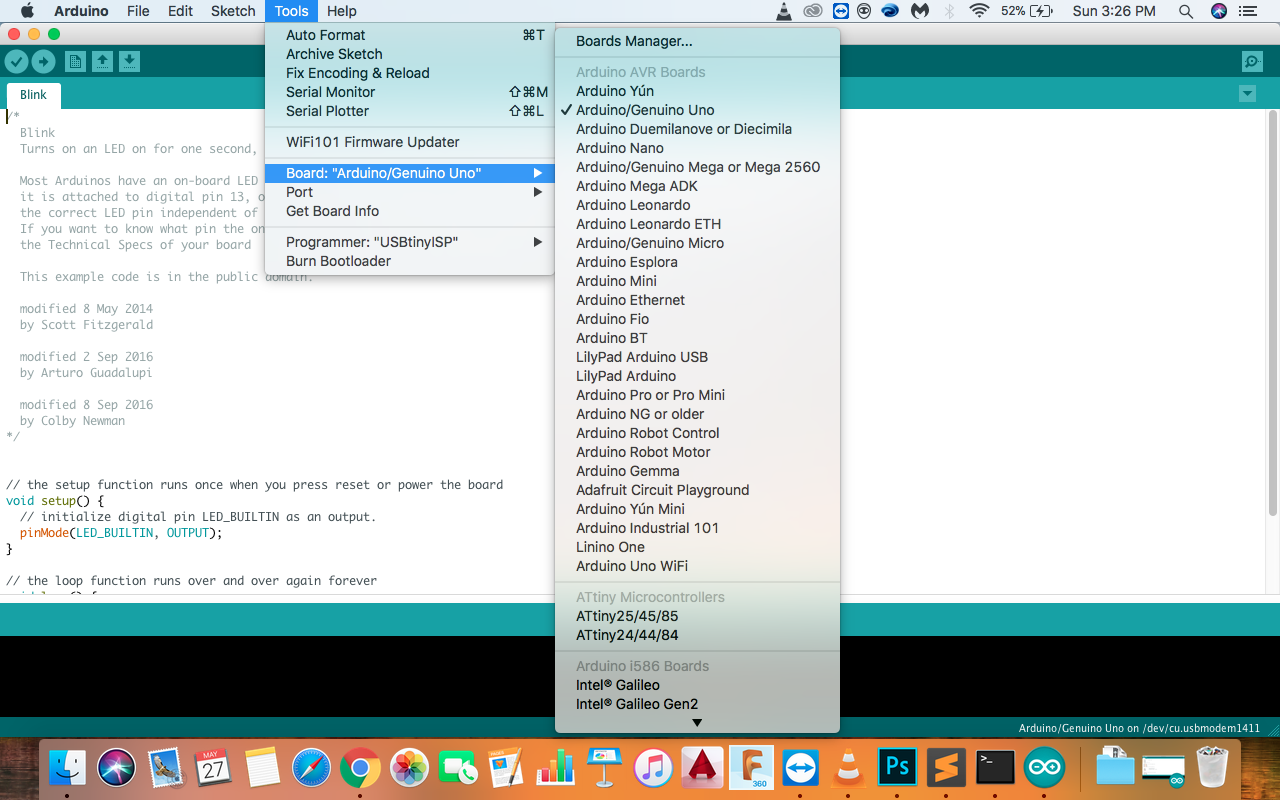 Arduino File Edit Sketch Tools Help 52% Sun 3:26 PM
Auto Format ⌘T
Archive Sketch
Fix Encoding & Reload
Serial Monitor ⇧⌘M
Serial Plotter ⇧⌘L
WiFi101 Firmware Updater
Board: "Arduino/Genuino Uno"
Port
Get Board Info
Programmer: "USBtinyISP"
Burn Bootloader
Boards Manager...
Arduino AVR Boards
Arduino Yún
✓ Arduino/Genuino Uno
Arduino Duemilanove or Diecimila
Arduino Nano
Arduino/Genuino Mega or Mega 2560
Arduino Mega ADK
Arduino Leonardo
Arduino Leonardo ETH
Arduino/Genuino Micro
Arduino Esplora
Arduino Mini
Arduino Ethernet
Arduino Fio
Arduino BT
LilyPad Arduino USB
LilyPad Arduino
Arduino Pro or Pro Mini
Arduino NG or older
Arduino Robot Control
Arduino Robot Motor
Arduino Gemma
Adafruit Circuit Playground
Arduino Yún Mini
Arduino Industrial 101
Linino One
Arduino Uno WiFi
ATtiny Microcontrollers
ATtiny25/45/85
ATtiny24/44/84
Arduino i586 Boards
Intel® Galileo
Intel® Galileo Gen2
Blink
/*
Blink
Turns on an LED on for one second,
Most Arduinos have an on-board LED
it is attached to digital pin 13,
the correct LED pin independent of
If you want to know what pin the on
the Technical Specs of your board
This example code is in the public domain.
modified 8 May 2014
by Scott Fitzgerald
modified 2 Sep 2016
by Arturo Guadalupi
modified 8 Sep 2016
by Colby Newman
*/
// the setup function runs once when you press reset or power the board
void setup() {
// initialize digital pin LED_BUILTIN as an output.
pinMode(LED_BUILTIN, OUTPUT);
}
// the loop function runs over and over again forever
Arduino/Genuino Uno on /dev/cu.usbmodem1411
MAY
27
360
Ps